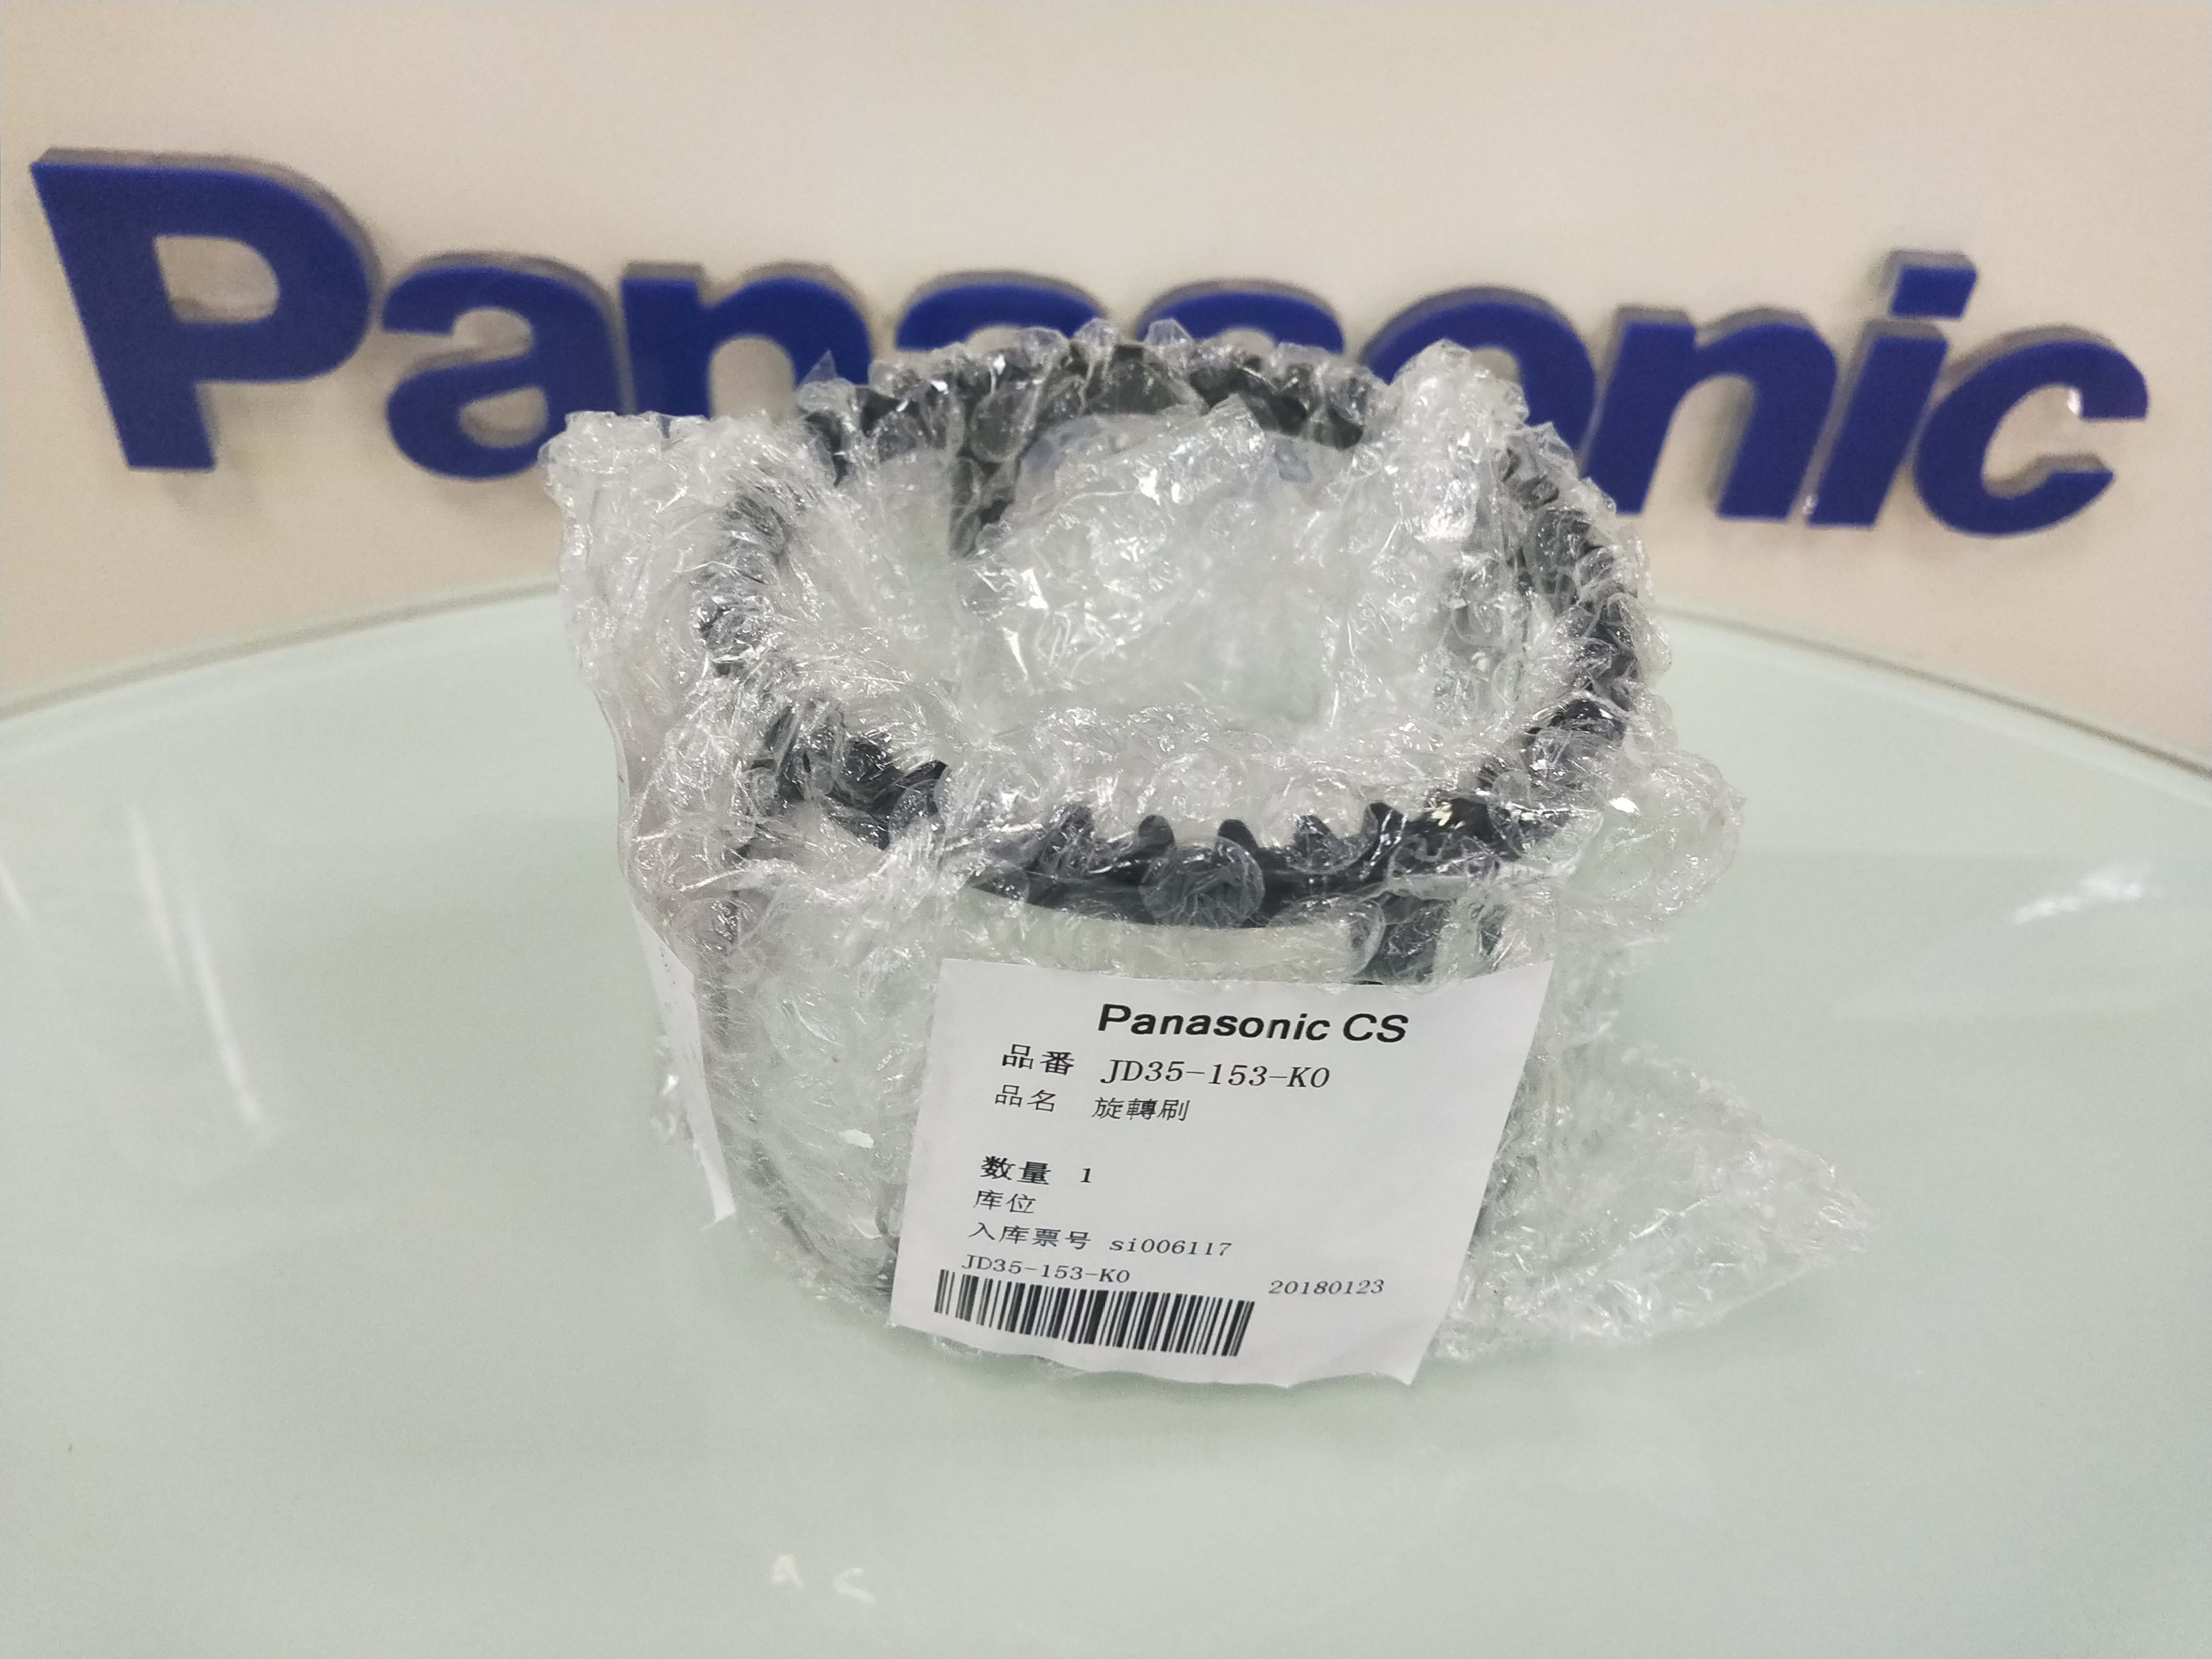 Panasonic
Panasonic CS
品番 JD35-153-K0
品名 旋轉刷
数量 1
库位
入库票号 si006117
JD35-153-K0
20180123